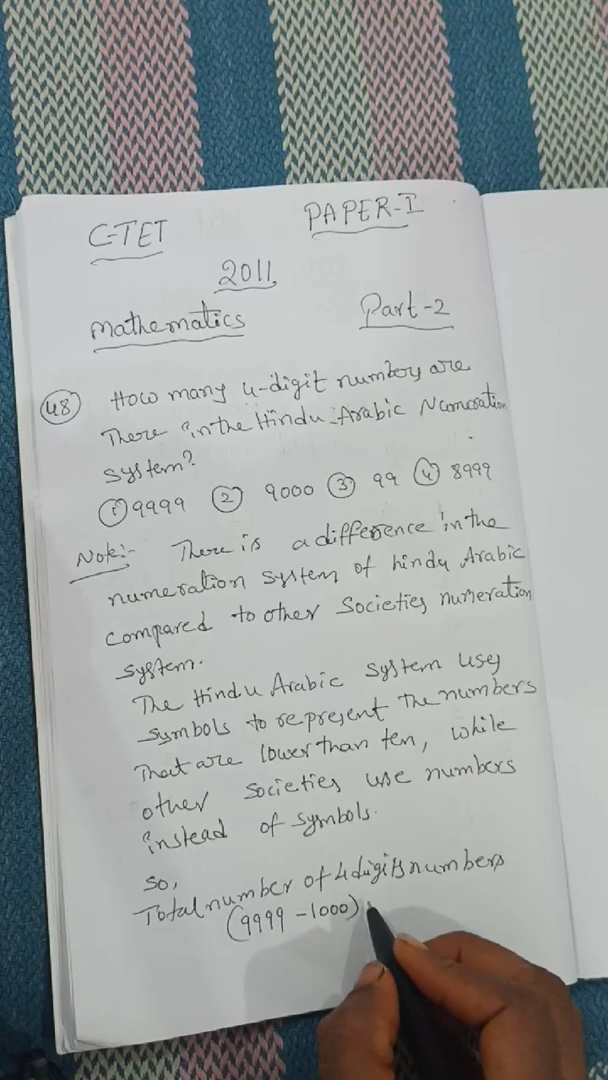 C-TET PAPER-I
2011
Mathematics Part-2
48 How many 4-digit numbers are
There in the Hindu-Arabic Numeration
system?
① 9999 ② 9000 ③ 99 ④ 8999
Note:- There is a difference in the
numeration system of hindu Arabic
compared to other Societies numeration
system.
The Hindu Arabic system uses
symbols to represent The numbers
That are lower than ten, while
other societies use numbers
instead of symbols.
So,
Total number of 4 digits numbers
(9999 - 1000)